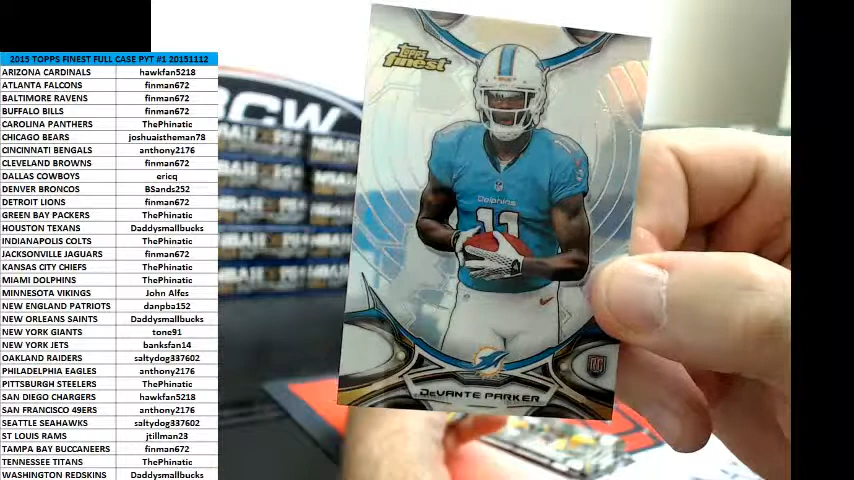 2015 TOPPS FINEST FULL CASE PYT #1 20151112
ARIZONA CARDINALS hawkfan5218
ATLANTA FALCONS finman672
BALTIMORE RAVENS finman672
BUFFALO BILLS finman672
CAROLINA PANTHERS ThePhinatic
CHICAGO BEARS joshuaistheman78
CINCINNATI BENGALS anthony2176
CLEVELAND BROWNS finman672
DALLAS COWBOYS ericq
DENVER BRONCOS BSands252
DETROIT LIONS finman672
GREEN BAY PACKERS ThePhinatic
HOUSTON TEXANS Daddysmallbucks
INDIANAPOLIS COLTS ThePhinatic
JACKSONVILLE JAGUARS finman672
KANSAS CITY CHIEFS ThePhinatic
MIAMI DOLPHINS ThePhinatic
MINNESOTA VIKINGS John Alfes
NEW ENGLAND PATRIOTS danpba152
NEW ORLEANS SAINTS Daddysmallbucks
NEW YORK GIANTS tone91
NEW YORK JETS banksfan14
OAKLAND RAIDERS saltydog337602
PHILADELPHIA EAGLES anthony2176
PITTSBURGH STEELERS ThePhinatic
SAN DIEGO CHARGERS hawkfan5218
SAN FRANCISCO 49ERS anthony2176
SEATTLE SEAHAWKS saltydog337602
ST LOUIS RAMS jtillman23
TAMPA BAY BUCCANEERS finman672
TENNESSEE TITANS ThePhinatic
WASHINGTON REDSKINS Daddysmallbucks
BCW
Topps
finest
Dolphins
11
11
DEVANTE PARKER